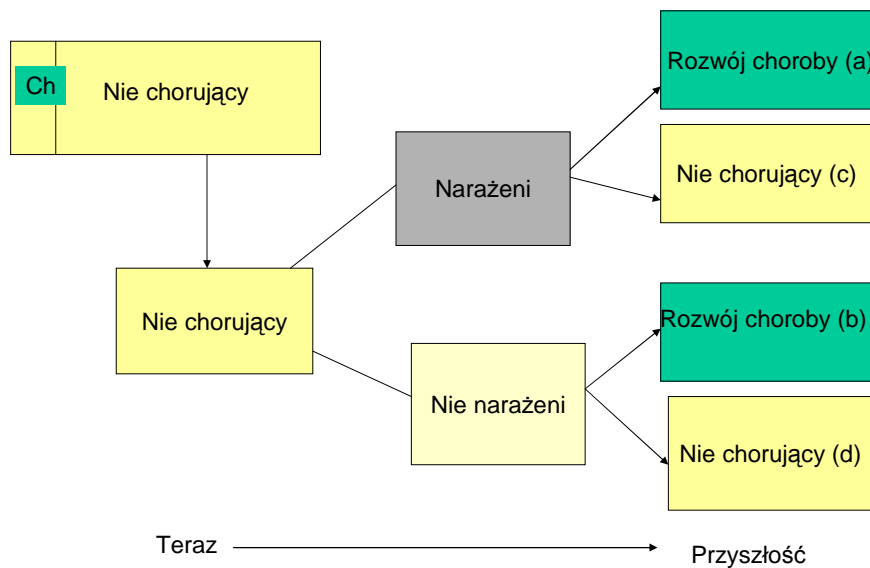 Ch
Nie chorujący
Rozwój choroby (a)
Narażeni
Nie chorujący (c)
Nie chorujący
Rozwój choroby (b)
Nie narażeni
Nie chorujący (d)
Teraz
Przyszłość